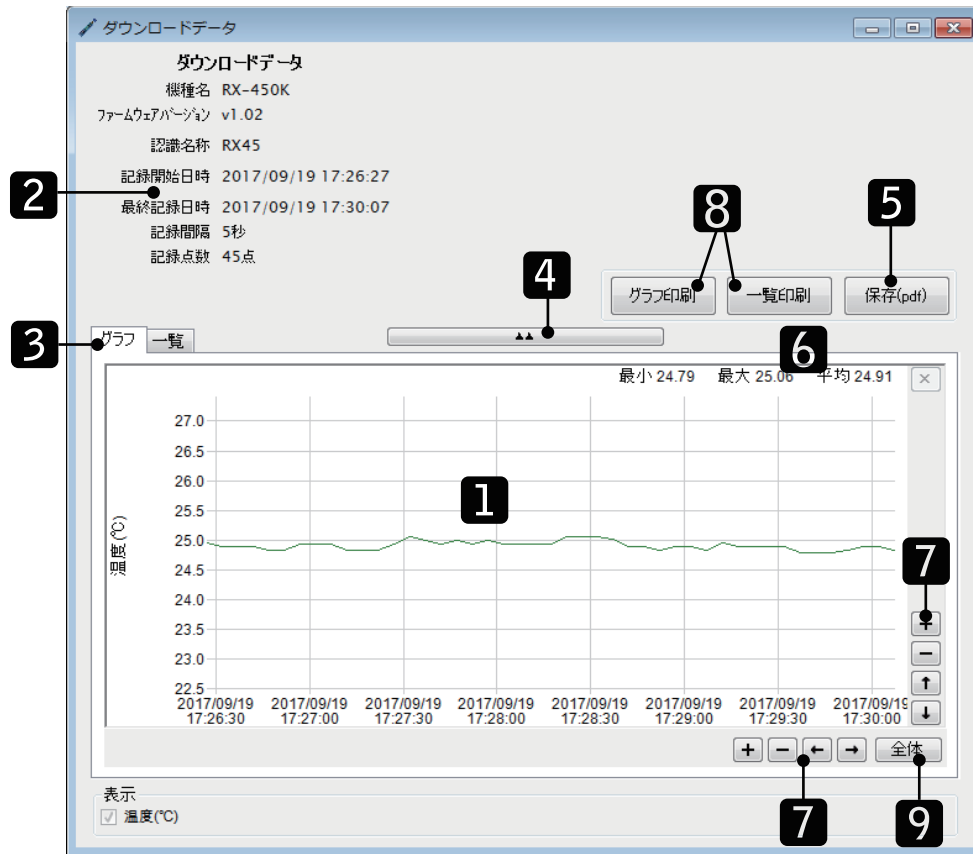 ダウンロードデータ
ダウンロードデータ
機種名 RX-450K
ファームウェアバージョン v1.02
認識名称 RX45
記録開始日時 2017/09/19 17:26:27
2
最終記録日時 2017/09/19 17:30:07
記録間隔 5秒
記録点数 45点
8
5
4
グラフ印刷 一覧印刷 保存(pdf)
3
グラフ 一覧
▲▲
6
最小 24.79 最大 25.06 平均 24.91
×
27.0
26.5
26.0
25.5
25.0
24.5
24.0
23.5
23.0
22.5
温度(℃)
1
7
+
−
↑
↓
2017/09/19 2017/09/19 2017/09/19 2017/09/19 2017/09/19 2017/09/19 2017/09/19 2017/09/19
17:26:30 17:27:00 17:27:30 17:28:00 17:28:30 17:29:00 17:29:30 17:30:00
+ − ← → 全体
表示
温度(℃)
7
9